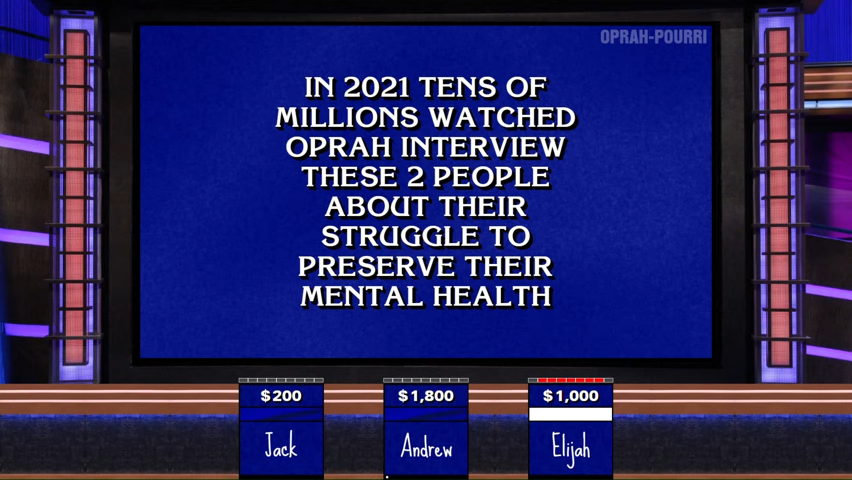 OPRAH-POURRI
IN 2021 TENS OF
MILLIONS WATCHED
OPRAH INTERVIEW
THESE 2 PEOPLE
ABOUT THEIR
STRUGGLE TO
PRESERVE THEIR
MENTAL HEALTH
$200 $1,800 $1,000
Jack Andrew Elijah